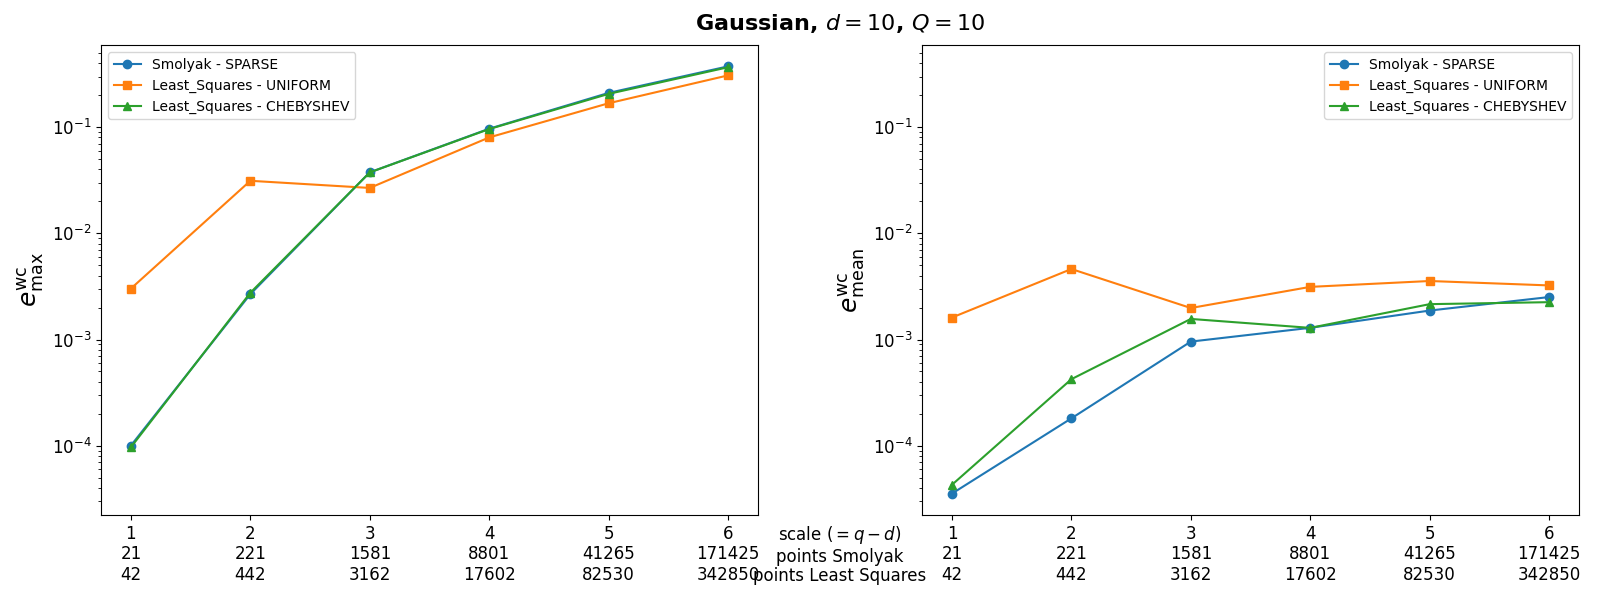 Gaussian, d = 10, Q = 10
Smolyak - SPARSE
Least_Squares - UNIFORM
Least_Squares - CHEBYSHEV
10⁻¹
10⁻²
10⁻³
10⁻⁴
e^wc_max
1 2 3 4 5 6
21 221 1581 8801 41265 171425
42 442 3162 17602 82530 342850
scale (= q − d)
points Smolyak
points Least Squares
Smolyak - SPARSE
Least_Squares - UNIFORM
Least_Squares - CHEBYSHEV
10⁻¹
10⁻²
10⁻³
10⁻⁴
e^wc_mean
1 2 3 4 5 6
21 221 1581 8801 41265 171425
42 442 3162 17602 82530 342850